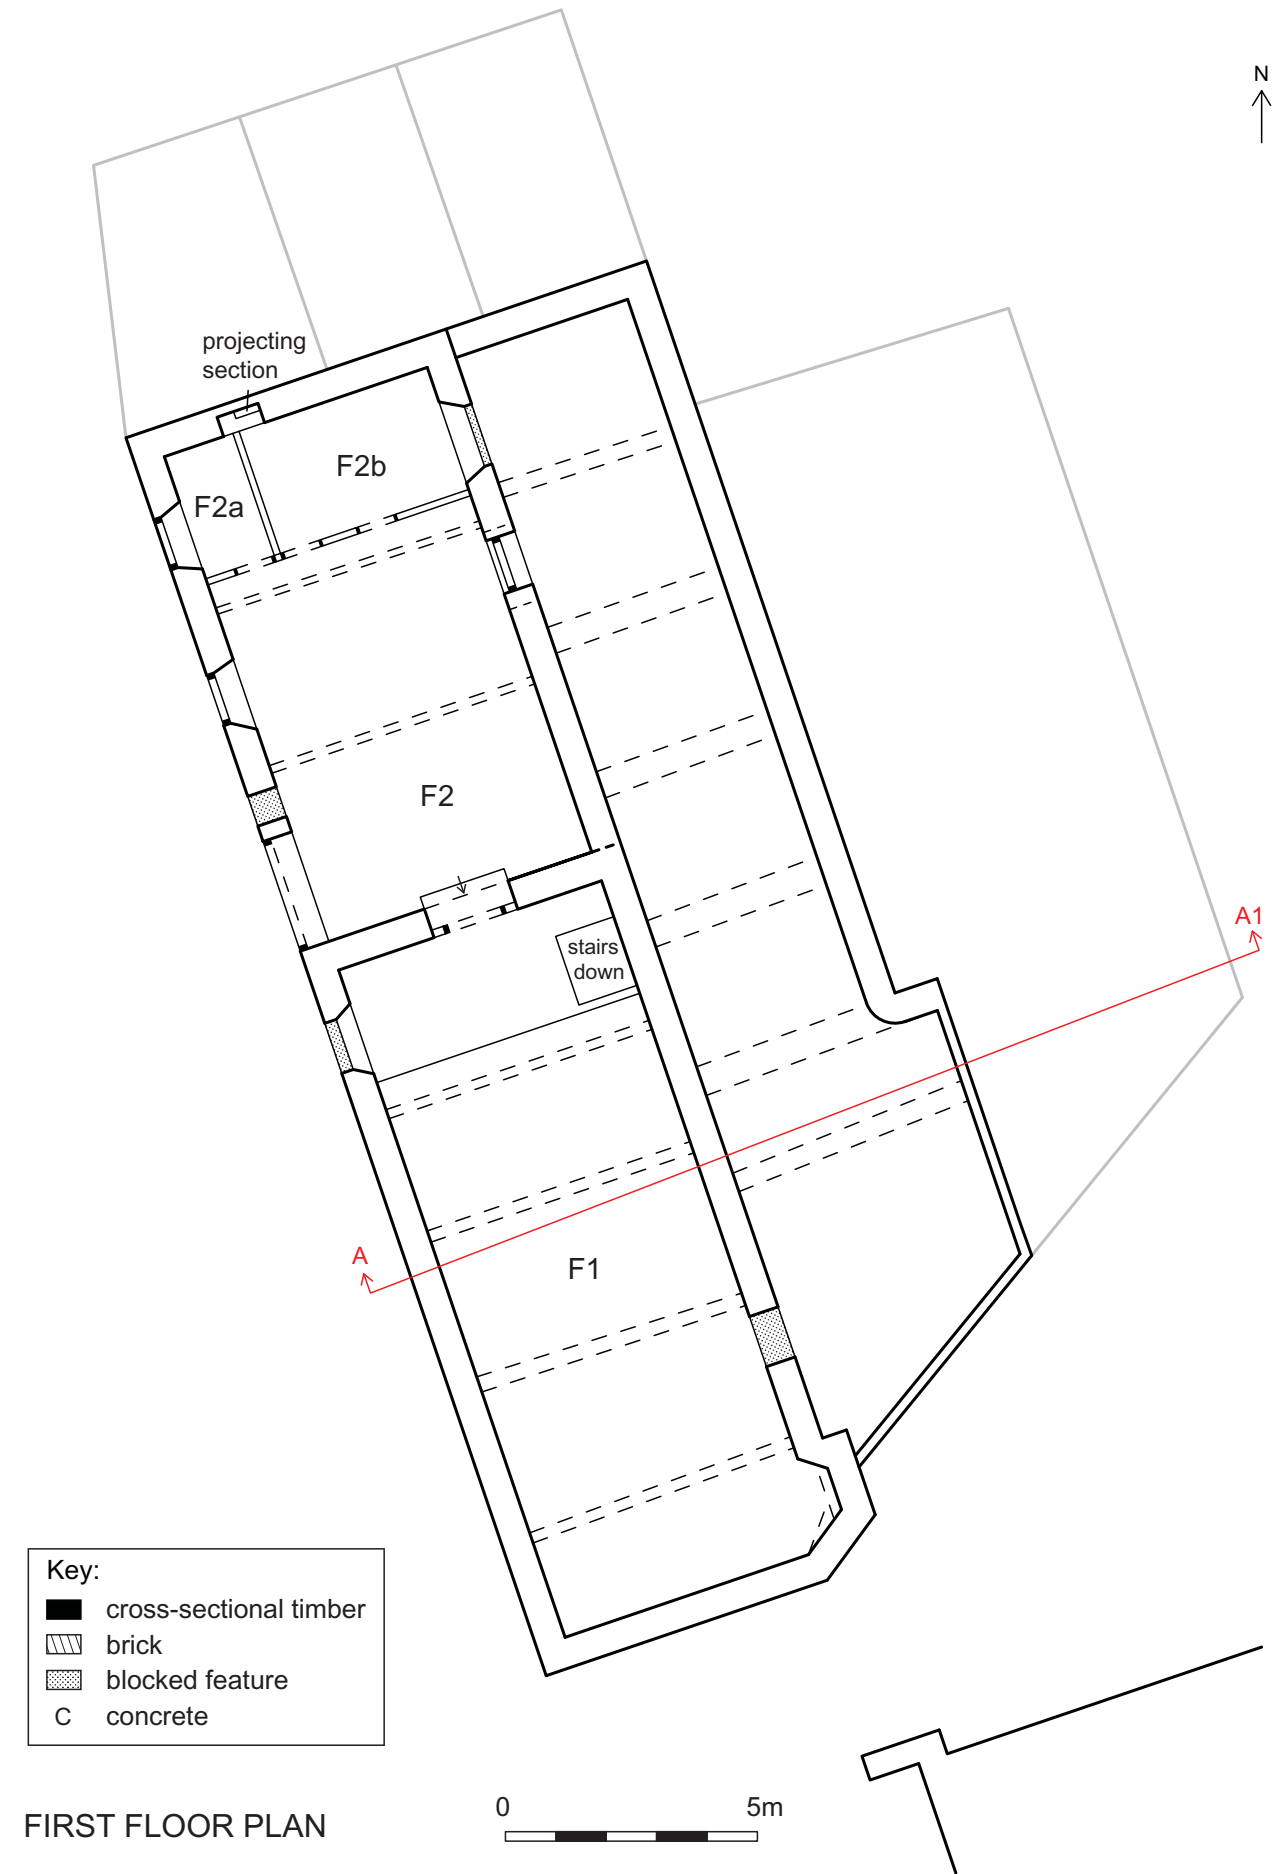 N
projecting
section
F2b
F2a
F2
A1
stairs
down
A
F1
Key:
cross-sectional timber
brick
blocked feature
C concrete
0 5m
FIRST FLOOR PLAN